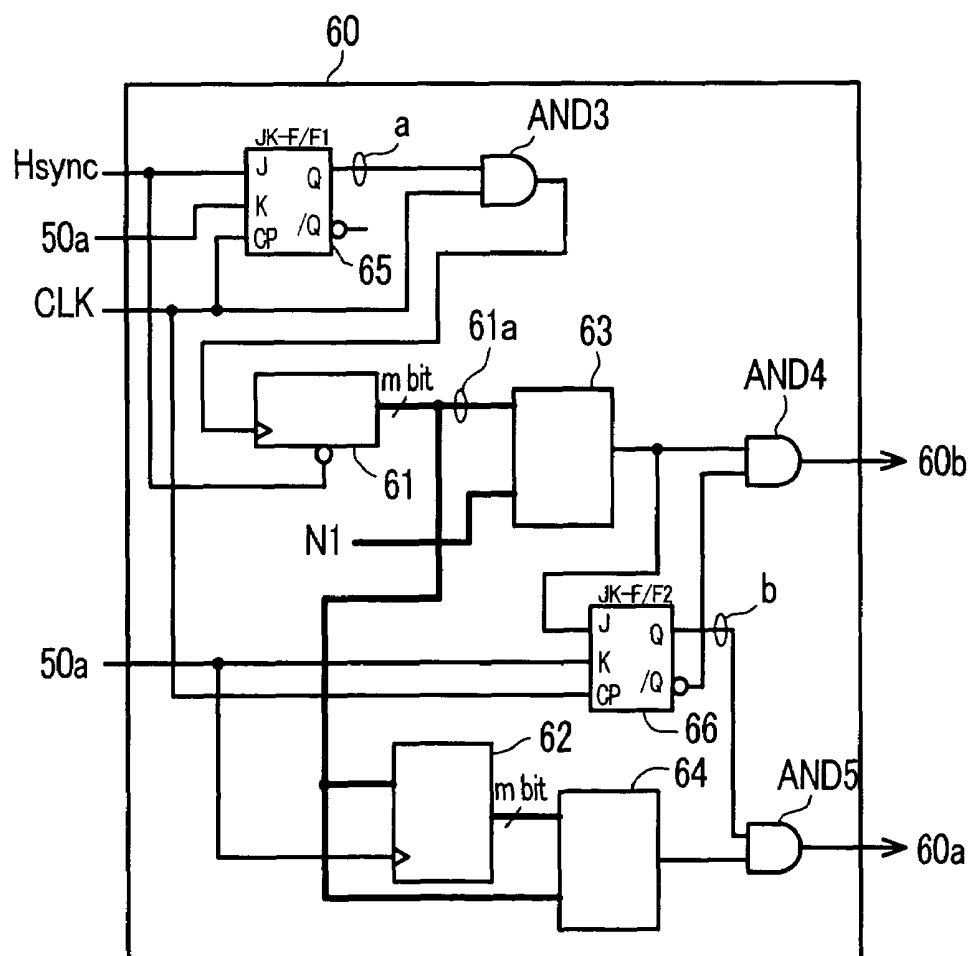 60
Hsync
50a
CLK
JK-F/F1
J
Q
K
/Q
CP
65
a
AND3
m bit
61a
61
63
N1
AND4
60b
JK-F/F2
J
Q
K
/Q
CP
66
b
50a
62
m bit
64
AND5
60a